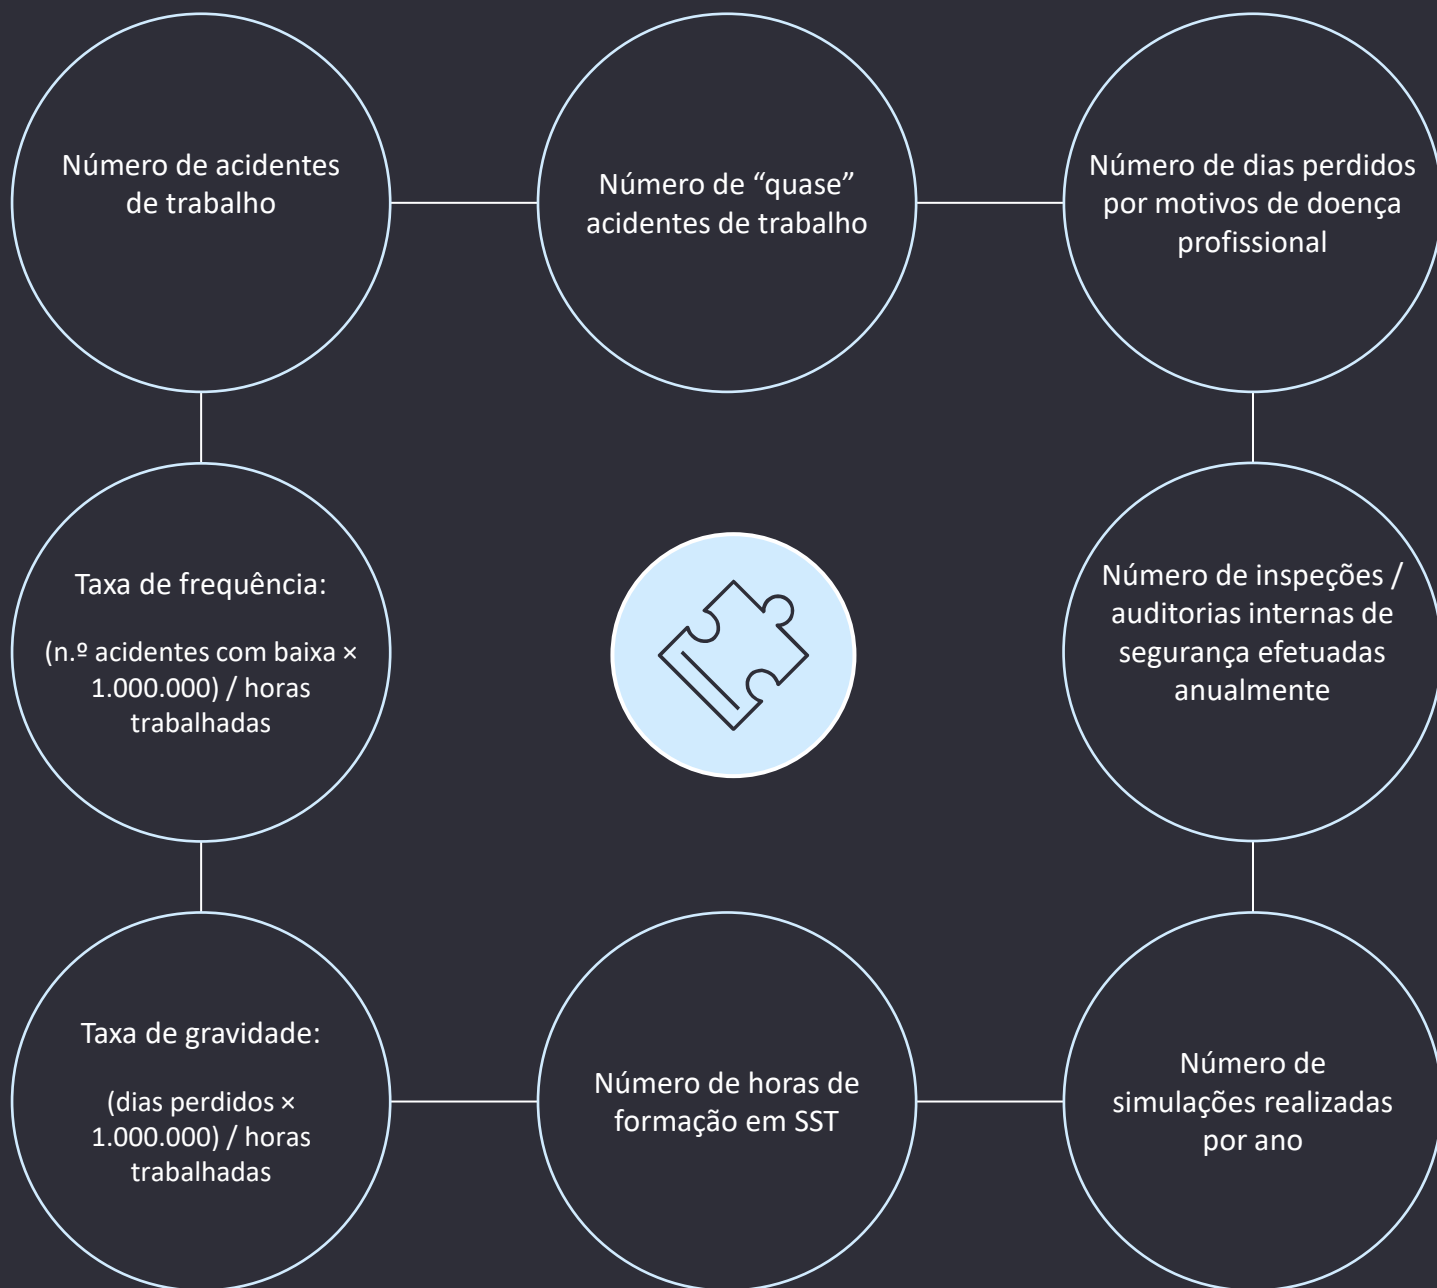 Número de acidentes
de trabalho
Número de “quase”
acidentes de trabalho
Número de dias perdidos
por motivos de doença
profissional
Taxa de frequência:
(n.º acidentes com baixa ×
1.000.000) / horas
trabalhadas
Número de inspeções /
auditorias internas de
segurança efetuadas
anualmente
Taxa de gravidade:
(dias perdidos ×
1.000.000) / horas
trabalhadas
Número de horas de
formação em SST
Número de
simulações realizadas
por ano